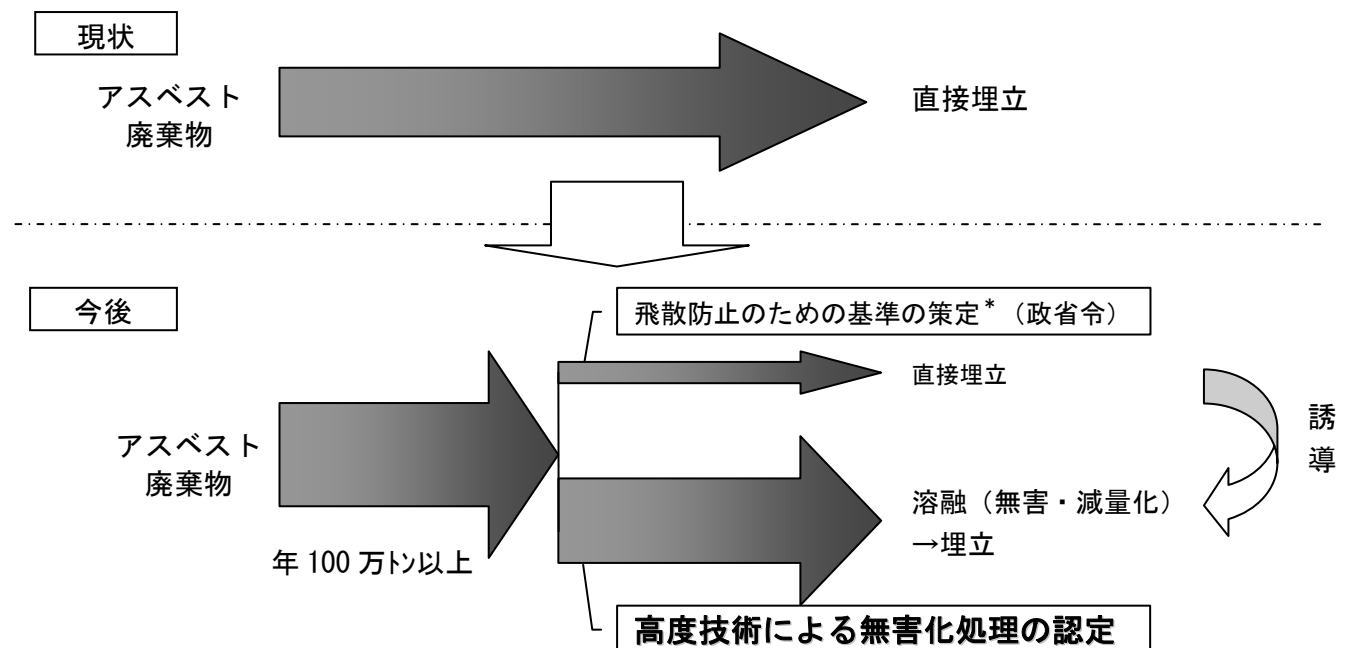 現状
アスベスト
廃棄物
直接埋立
今後
飛散防止のための基準の策定*（政省令）
直接埋立
アスベスト
廃棄物
年100万㌧以上
溶融（無害・減量化）
→埋立
誘
導
高度技術による無害化処理の認定